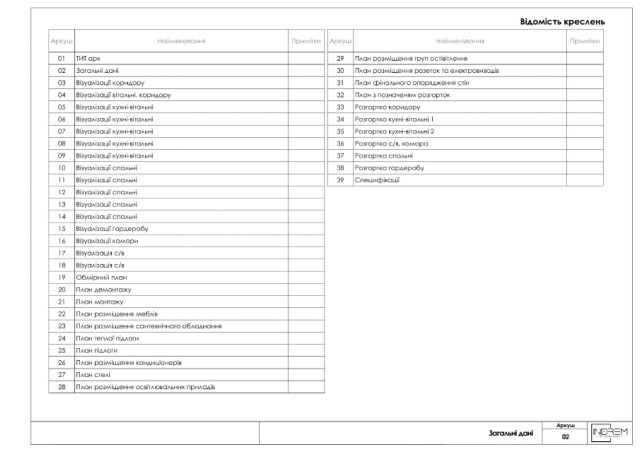 Відомість креслень
Аркуш Найменування Примітки
01 ТИТ арк
02 Загальні дані
03 Візуалізації коридору
04 Візуалізації вітальні, коридору
05 Візуалізації кухні-вітальні
06 Візуалізації кухні-вітальні
07 Візуалізації кухні-вітальні
08 Візуалізації кухні-вітальні
09 Візуалізації кухні-вітальні
10 Візуалізації спальні
11 Візуалізації спальні
12 Візуалізації спальні
13 Візуалізації спальні
14 Візуалізації спальні
15 Візуалізації гардеробу
16 Візуалізації комори
17 Візуалізація с/в
18 Візуалізація с/в
19 Обмірний план
20 План демонтажу
21 План монтажу
22 План розміщення меблів
23 План розміщення сантехнічного обладнання
24 План теплої підлоги
25 План підлоги
26 План розміщення кондиціонерів
27 План стелі
28 План розміщення освітлювальних приладів
Аркуш Найменування Примітки
29 План розміщення груп освітлення
30 План розміщення розеток та електровиводів
31 План фінального опорядження стін
32 План з позначеням розгорток
33 Розгортка коридору
34 Розгортка кухні-вітальні 1
35 Розгортка кухні-вітальні 2
36 Розгортка с/в, комора
37 Розгортка спальні
38 Розгортка гардеробу
39 Специфікації
Загальні дані
Аркуш
02